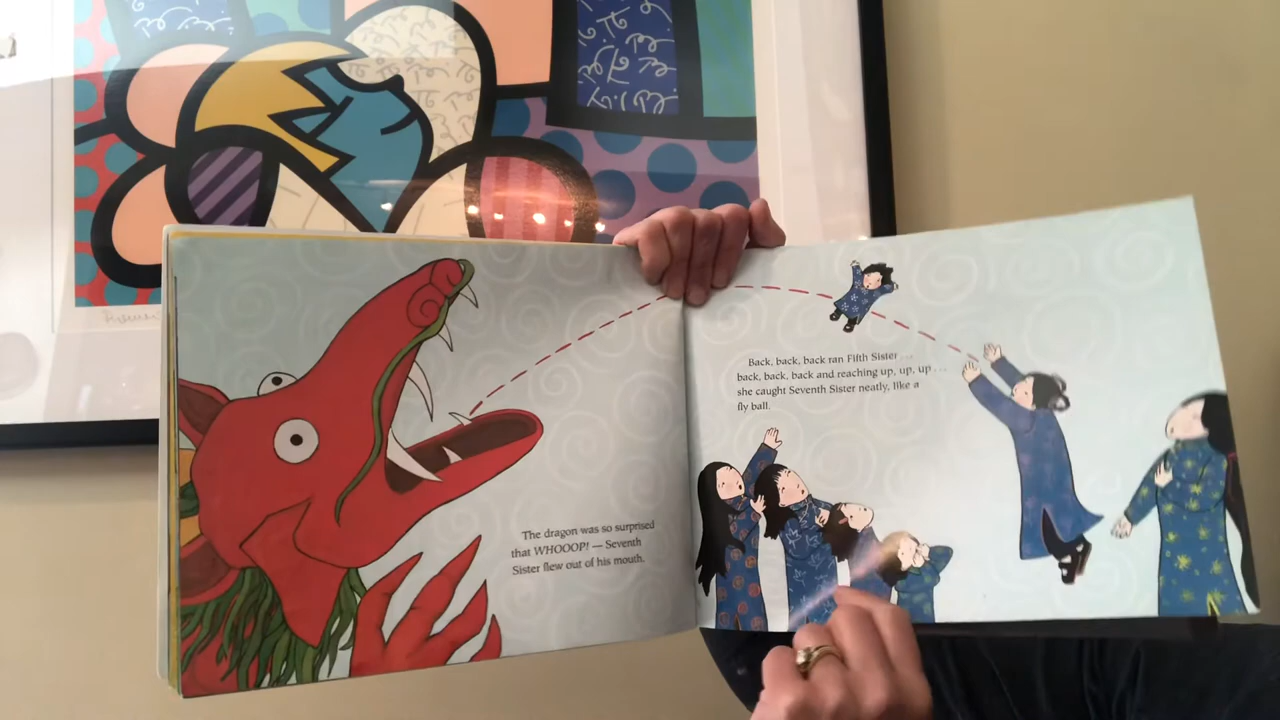 The dragon was so surprised
that WHOOOP! — Seventh
Sister flew out of his mouth.
Back, back, back ran Fifth Sister . . .
back, back, back and reaching up, up, up . . .
she caught Seventh Sister neatly, like a
fly ball.